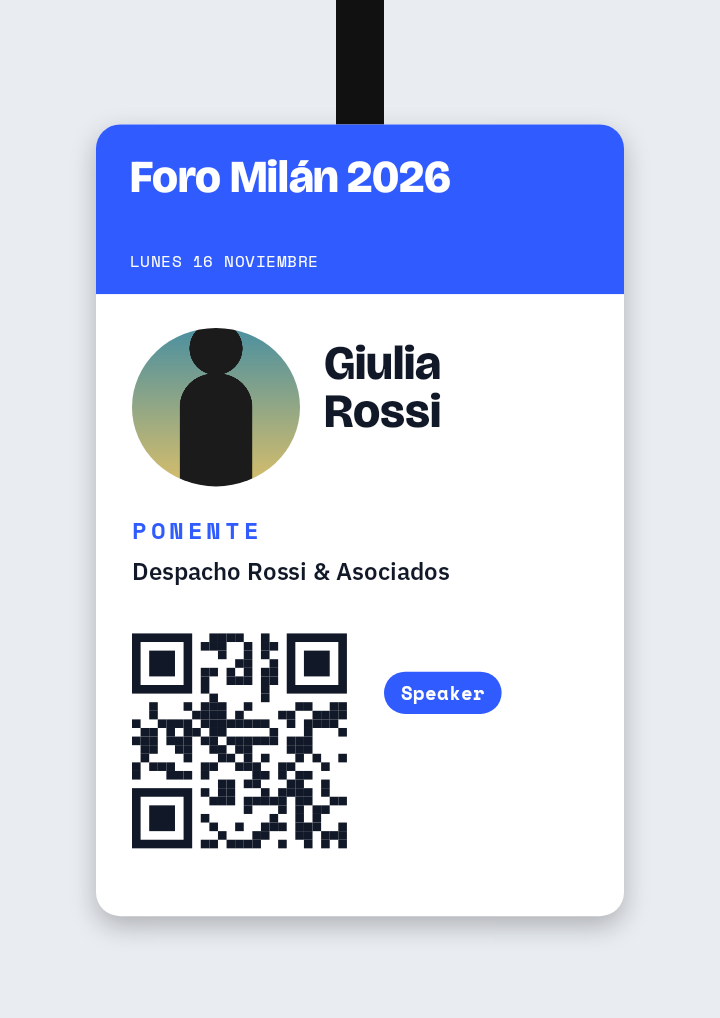 Foro Milán 2026
LUNES 16 NOVIEMBRE
Giulia
Rossi
PONENTE
Despacho Rossi & Asociados
Speaker